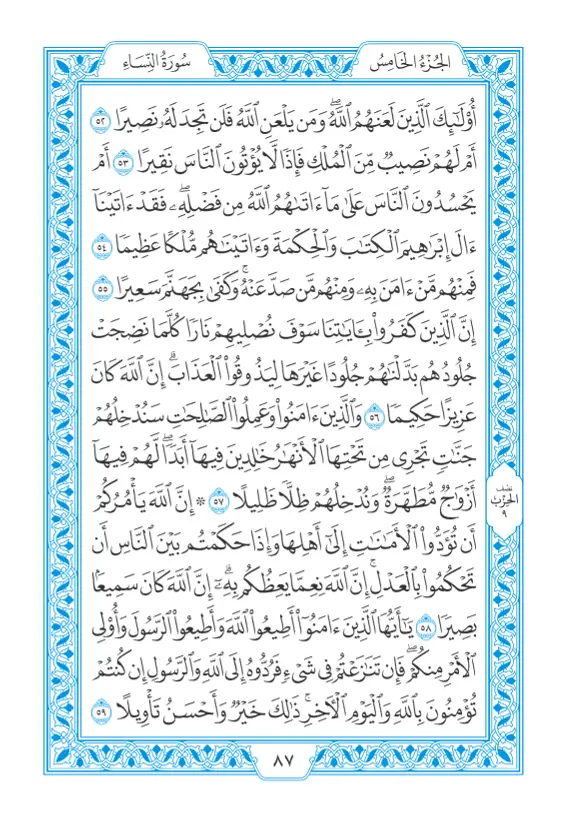 الجُزْءُ الخَامِسُ
سُورَةُ النِّسَاءِ
أُوْلَٰٓئِكَ ٱلَّذِينَ لَعَنَهُمُ ٱللَّهُۖ وَمَن يَلْعَنِ ٱللَّهُ فَلَن تَجِدَ لَهُۥ نَصِيرًا ٥٢
أَمْ لَهُمْ نَصِيبٌ مِّنَ ٱلْمُلْكِ فَإِذًا لَّا يُؤْتُونَ ٱلنَّاسَ نَقِيرًا ٥٣ أَمْ
يَحْسُدُونَ ٱلنَّاسَ عَلَىٰ مَآ ءَاتَىٰهُمُ ٱللَّهُ مِن فَضْلِهِۦۖ فَقَدْ ءَاتَيْنَآ
ءَالَ إِبْرَٰهِيمَ ٱلْكِتَٰبَ وَٱلْحِكْمَةَ وَءَاتَيْنَٰهُم مُّلْكًا عَظِيمًا ٥٤
فَمِنْهُم مَّنْ ءَامَنَ بِهِۦ وَمِنْهُم مَّن صَدَّ عَنْهُۚ وَكَفَىٰ بِجَهَنَّمَ سَعِيرًا ٥٥
إِنَّ ٱلَّذِينَ كَفَرُواْ بِـَٔايَٰتِنَا سَوْفَ نُصْلِيهِمْ نَارًا كُلَّمَا نَضِجَتْ
جُلُودُهُم بَدَّلْنَٰهُمْ جُلُودًا غَيْرَهَا لِيَذُوقُواْ ٱلْعَذَابَۗ إِنَّ ٱللَّهَ كَانَ
عَزِيزًا حَكِيمًا ٥٦ وَٱلَّذِينَ ءَامَنُواْ وَعَمِلُواْ ٱلصَّٰلِحَٰتِ سَنُدْخِلُهُمْ
جَنَّٰتٍ تَجْرِي مِن تَحْتِهَا ٱلْأَنْهَٰرُ خَٰلِدِينَ فِيهَآ أَبَدًاۖ لَّهُمْ فِيهَآ
أَزْوَٰجٌ مُّطَهَّرَةٌۖ وَنُدْخِلُهُمْ ظِلًّا ظَلِيلًا ٥٧ ۞ إِنَّ ٱللَّهَ يَأْمُرُكُمْ
أَن تُؤَدُّواْ ٱلْأَمَٰنَٰتِ إِلَىٰٓ أَهْلِهَا وَإِذَا حَكَمْتُم بَيْنَ ٱلنَّاسِ أَن
تَحْكُمُواْ بِٱلْعَدْلِۚ إِنَّ ٱللَّهَ نِعِمَّا يَعِظُكُم بِهِۦٓۗ إِنَّ ٱللَّهَ كَانَ سَمِيعًۢا
بَصِيرًا ٥٨ يَٰٓأَيُّهَا ٱلَّذِينَ ءَامَنُوٓاْ أَطِيعُواْ ٱللَّهَ وَأَطِيعُواْ ٱلرَّسُولَ وَأُوْلِي
ٱلْأَمْرِ مِنكُمْۖ فَإِن تَنَٰزَعْتُمْ فِي شَيْءٍ فَرُدُّوهُ إِلَى ٱللَّهِ وَٱلرَّسُولِ إِن كُنتُمْ
تُؤْمِنُونَ بِٱللَّهِ وَٱلْيَوْمِ ٱلْأٓخِرِۚ ذَٰلِكَ خَيْرٌ وَأَحْسَنُ تَأْوِيلًا ٥٩
نصف
الحزب
٩
٨٧